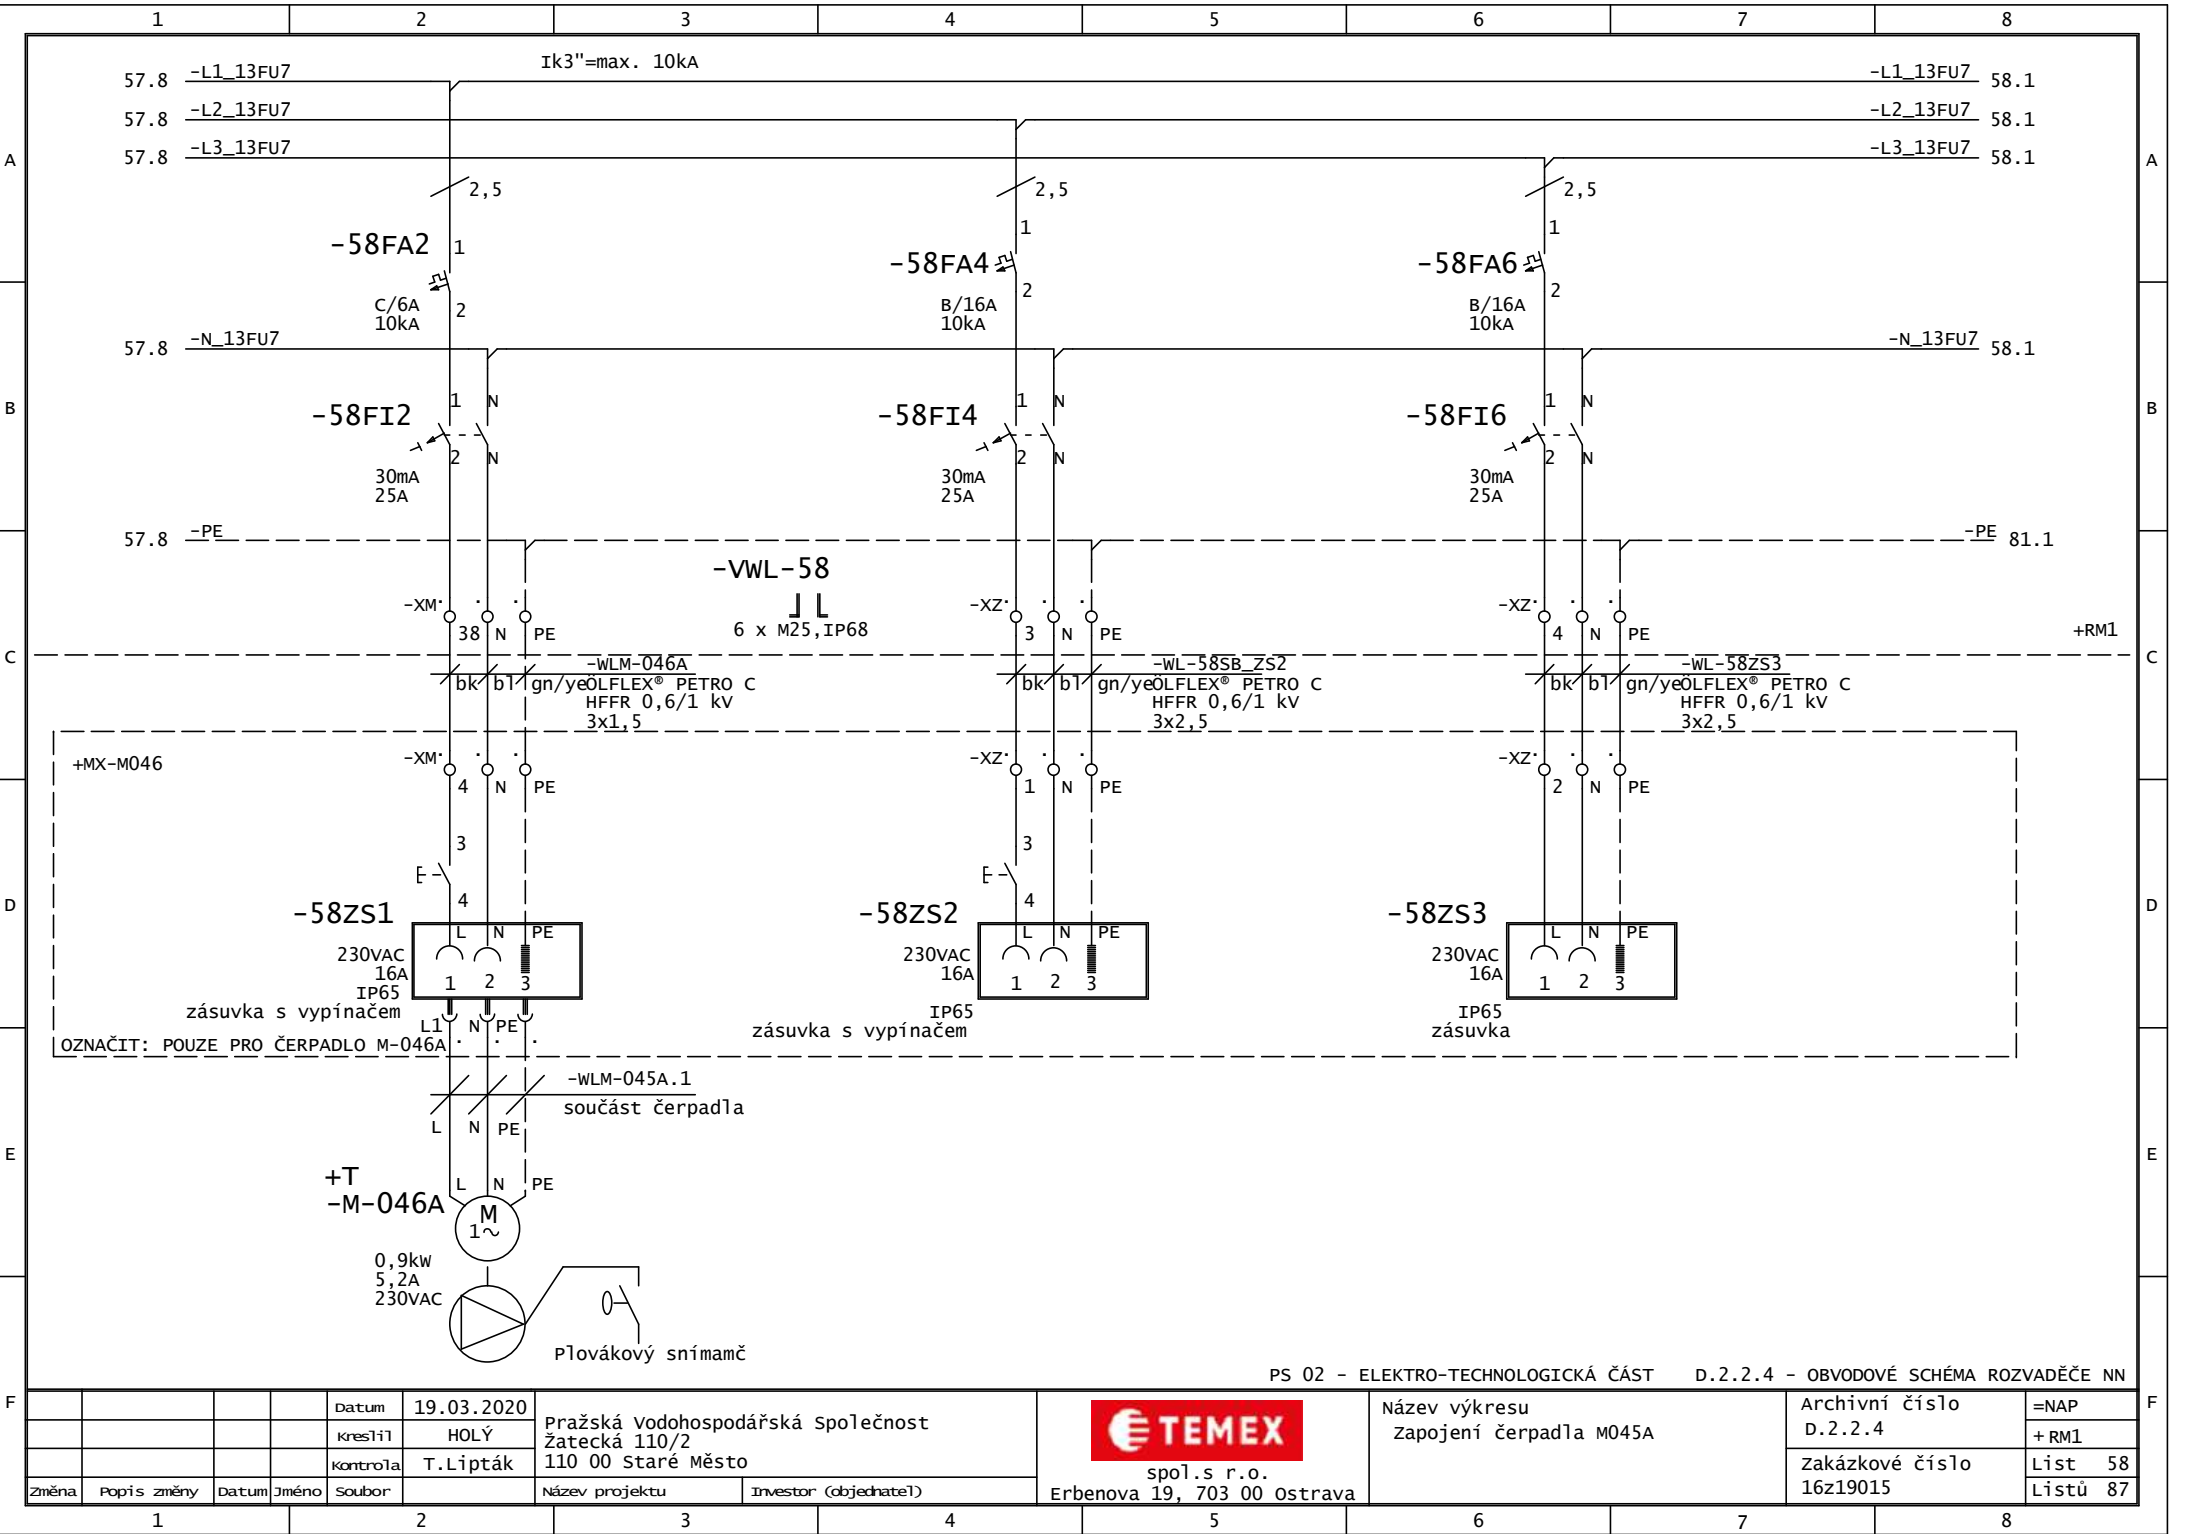 1 2 3 4 5 6 7 8
Ik3"=max. 10kA
57.8 -L1_13FU7 -L1_13FU7 58.1
57.8 -L2_13FU7 -L2_13FU7 58.1
57.8 -L3_13FU7 -L3_13FU7 58.1
A A
2,5 2,5 2,5
1 1
-58FA2 1 -58FA4 -58FA6
2 2
C/6A 2 B/16A B/16A
10kA 10kA 10kA
57.8 -N_13FU7 -N_13FU7 58.1
B 1 N 1 N 1 N B
-58FI2 -58FI4 -58FI6
2 N 2 N 2 N
30mA 30mA 30mA
25A 25A 25A
57.8 -PE -PE 81.1
-VWL-58
-XM -XZ -XZ
38 N PE 6 x M25,IP68 3 N PE 4 N PE +RM1
C C
-WLM-046A -WL-58SB_ZS2 -WL-58ZS3
bk bl gn/ye ÖLFLEX® PETRO C bk bl gn/ye ÖLFLEX® PETRO C bk bl gn/ye ÖLFLEX® PETRO C
HFFR 0,6/1 kV HFFR 0,6/1 kV HFFR 0,6/1 kV
3x1,5 3x2,5 3x2,5
+MX-M046 -XM -XZ -XZ
4 N PE 1 N PE 2 N PE
3 3
4 4
D D
-58ZS1 -58ZS2 -58ZS3
L N PE L N PE L N PE
230VAC 230VAC 230VAC
16A 16A 16A
1 2 3 1 2 3 1 2 3
IP65 IP65 IP65
zásuvka s vypínačem zásuvka s vypínačem zásuvka
L1 N PE
OZNAČIT: POUZE PRO ČERPADLO M-046A
-WLM-045A.1
součást čerpadla
L N PE
E E
+T L N PE
-M-046A
M
1~
0,9kW
5,2A
230VAC
Plovákový snímamč
PS 02 - ELEKTRO-TECHNOLOGICKÁ ČÁST D.2.2.4 - OBVODOVÉ SCHÉMA ROZVADĚČE NN
F F
Datum 19.03.2020
Kreslil HOLÝ
Kontrola T.Lipták
Změna Popis změny Datum Jméno Soubor
Pražská Vodohospodářská Společnost
Žatecká 110/2
110 00 Staré Město
Název projektu Investor (objednatel)
TEMEX
spol.s r.o.
Erbenova 19, 703 00 Ostrava
Název výkresu
Zapojení čerpadla M045A
Archivní číslo
D.2.2.4
Zakázkové číslo
16z19015
=NAP
+ RM1
List 58
Listů 87
1 2 3 4 5 6 7 8